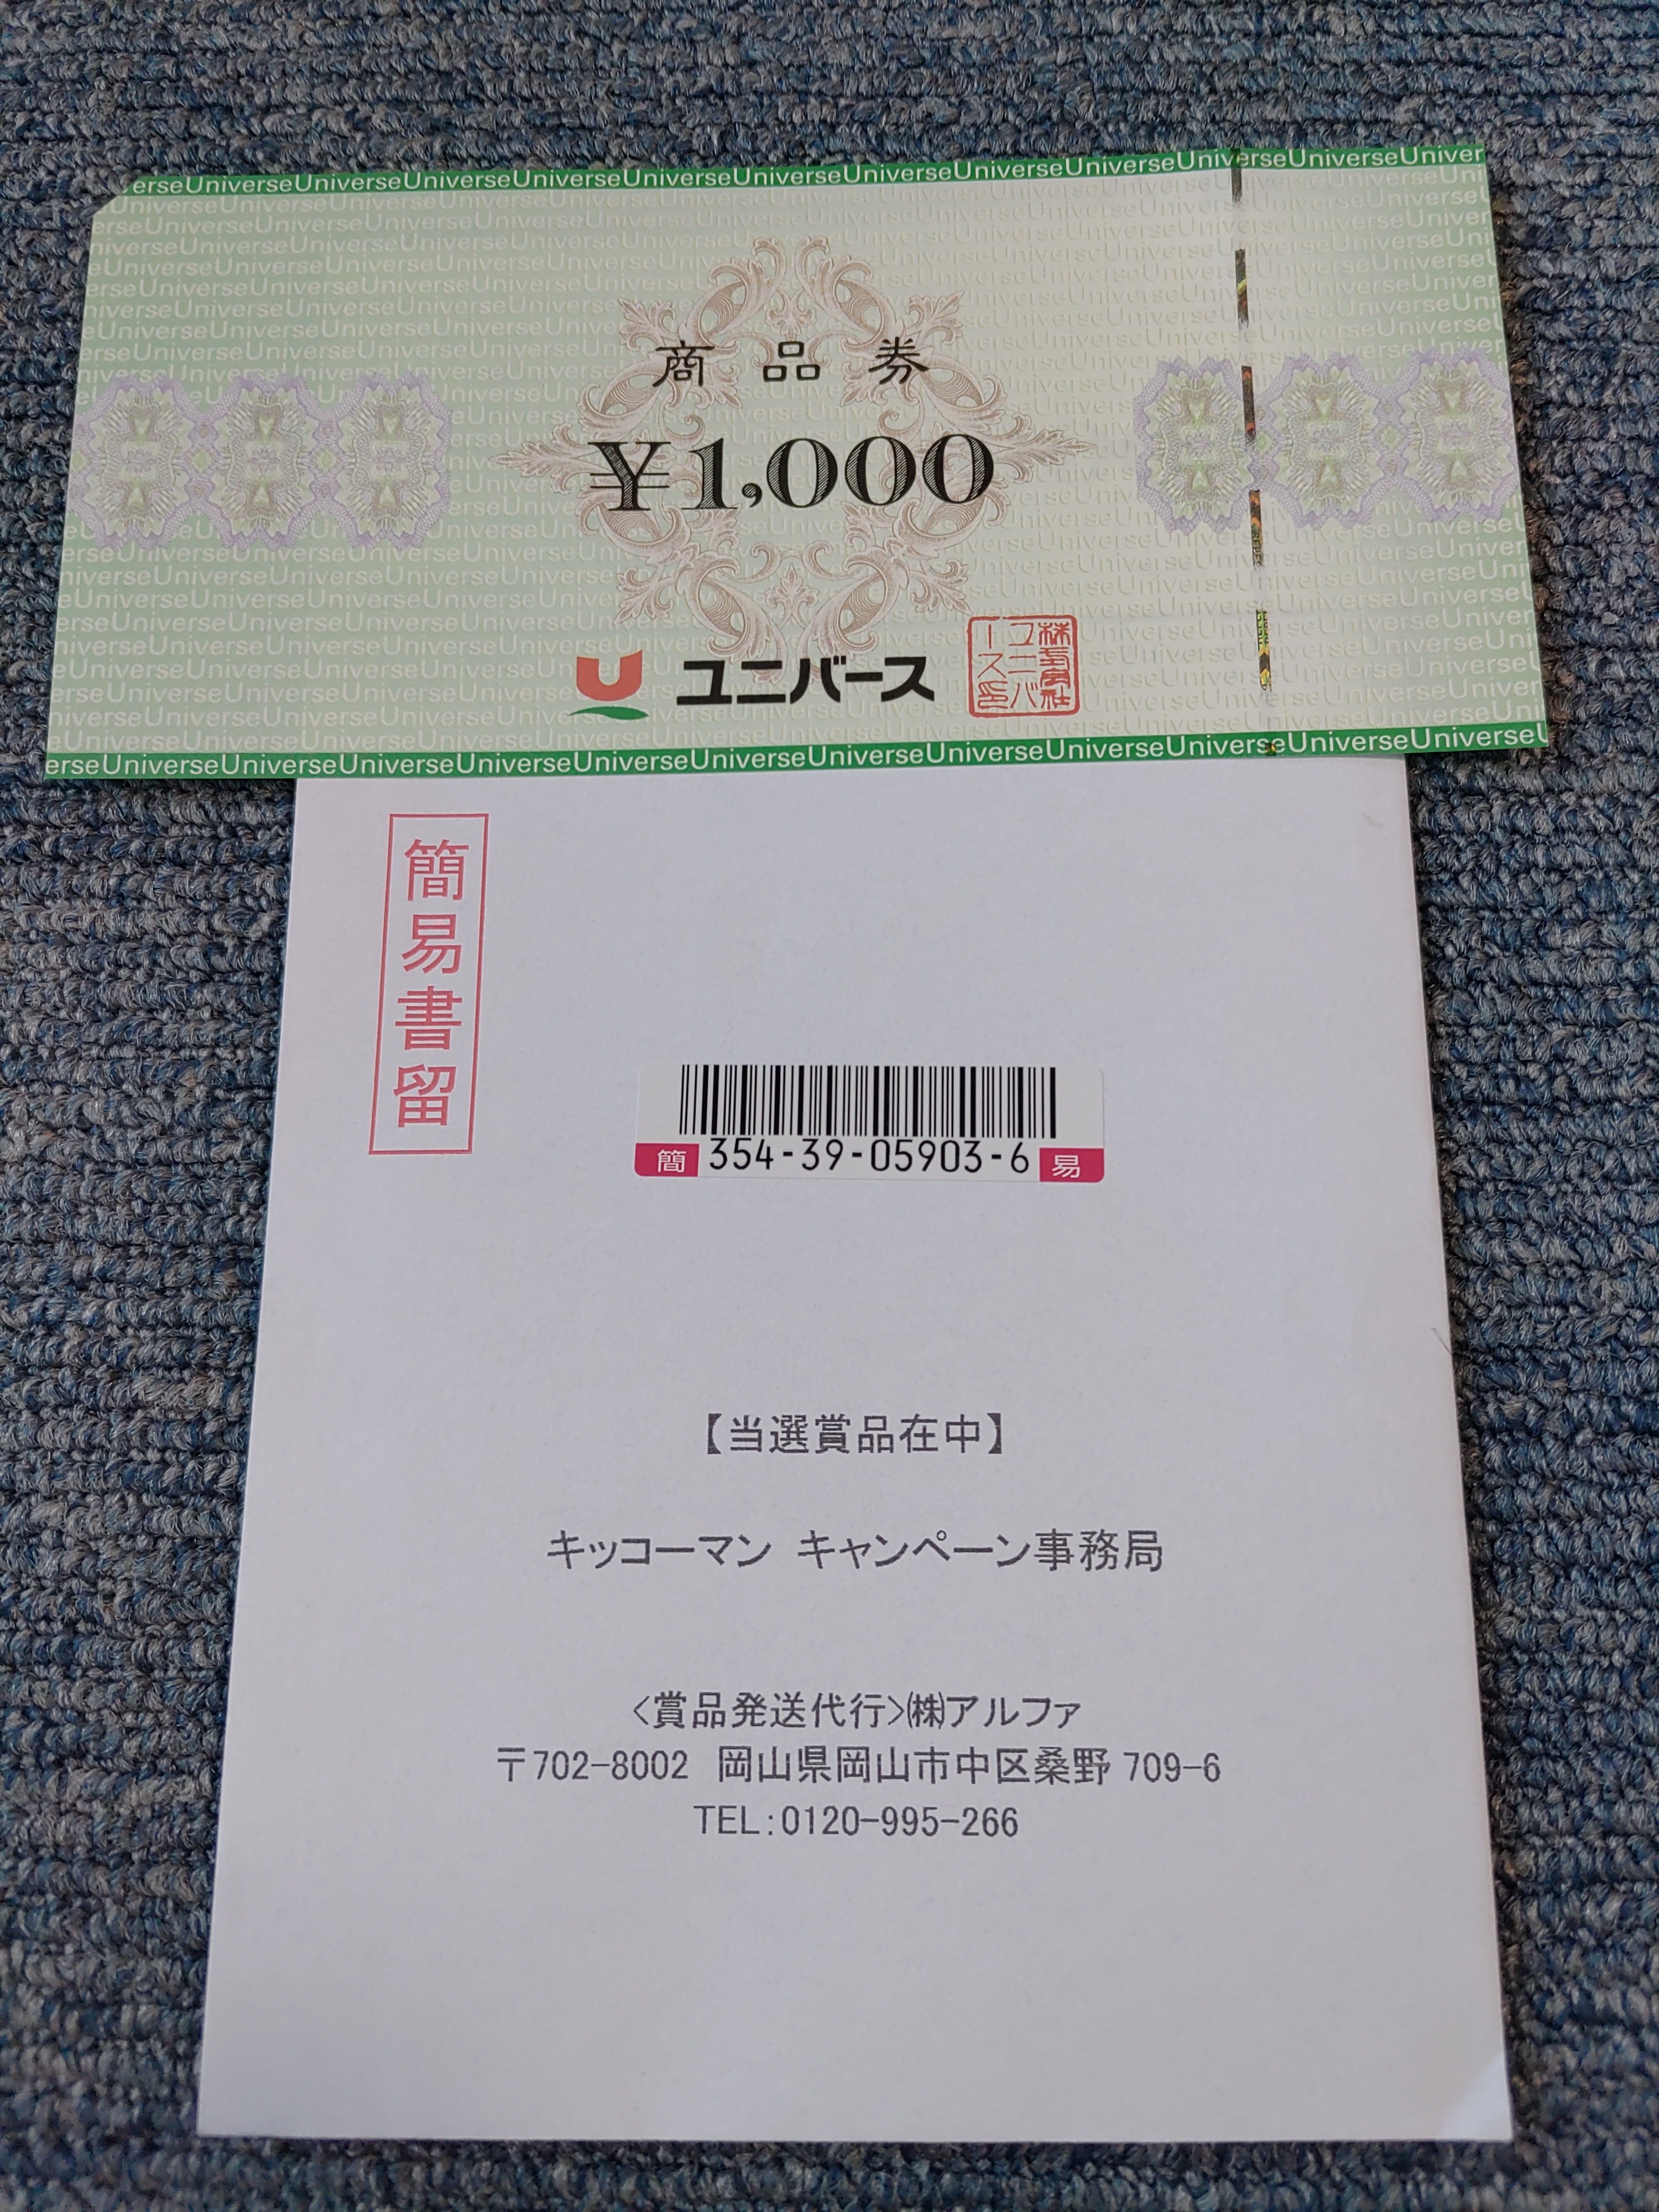 erseUniverseUniverseUniverseUniverseUniverseUniverseUniverseUniverseUniverseUniverseUniverseUniver
商品券
¥1,000
ユニバース
株式会社ユニバース印
erseUniverseUniverseUniverseUniverseUniverseUniverseUniverseUniverseUniverseUniverseUniverseUniverseU
簡易書留
簡 354-39-05903-6 易
【当選賞品在中】
キッコーマン キャンペーン事務局
<賞品発送代行>㈱アルファ
〒702-8002 岡山県岡山市中区桑野 709-6
TEL:0120-995-266